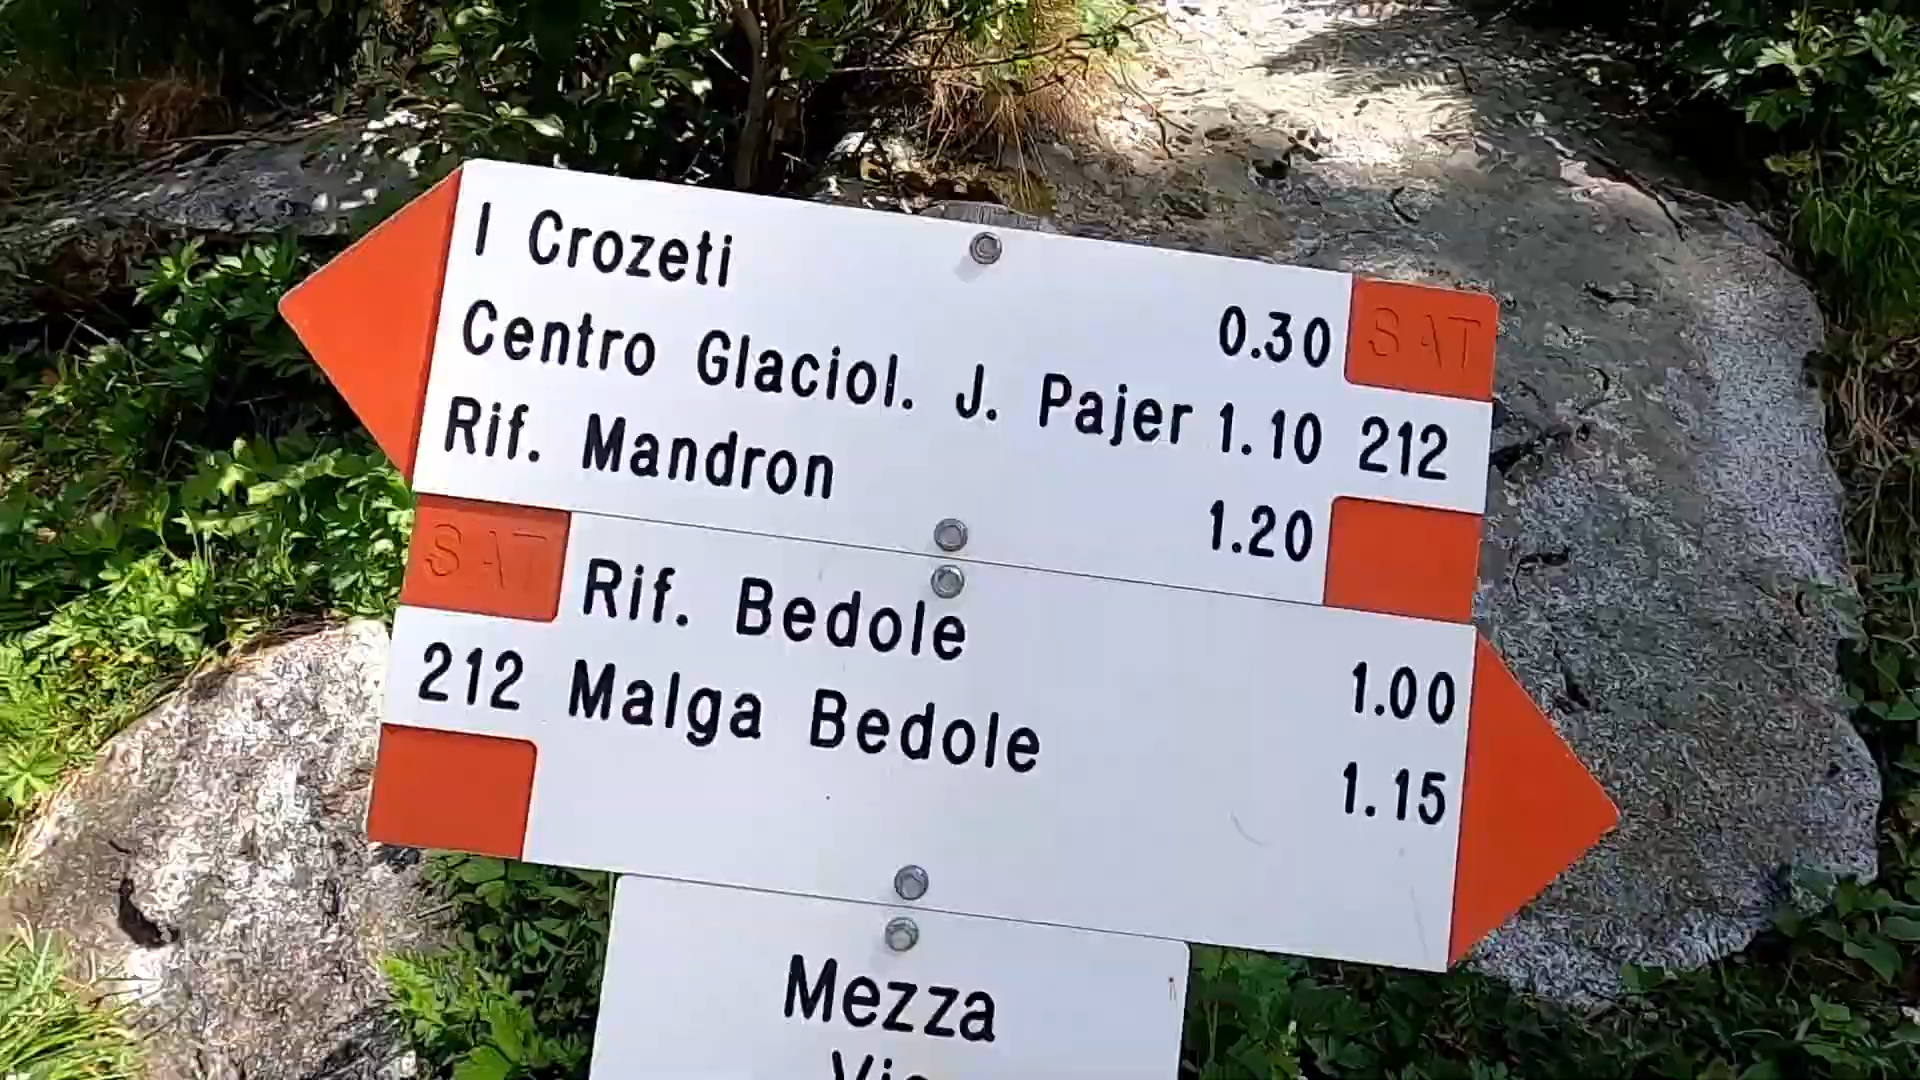 I Crozeti 0.30 SAT
Centro Glaciol. J. Pajer 1.10 212
Rif. Mandron 1.20
SAT Rif. Bedole 1.00
212 Malga Bedole 1.15
Mezza